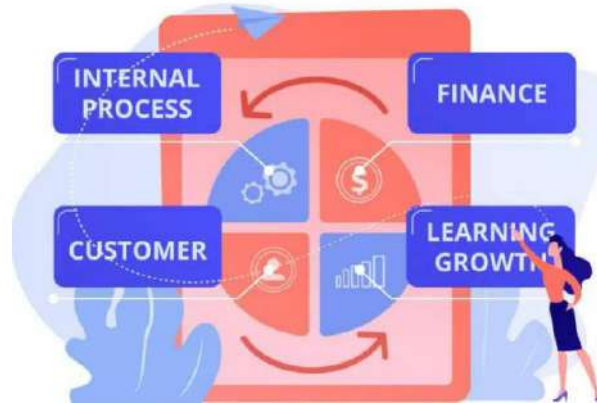 INTERNAL
PROCESS
FINANCE
$
CUSTOMER
LEARNING
GROWTH